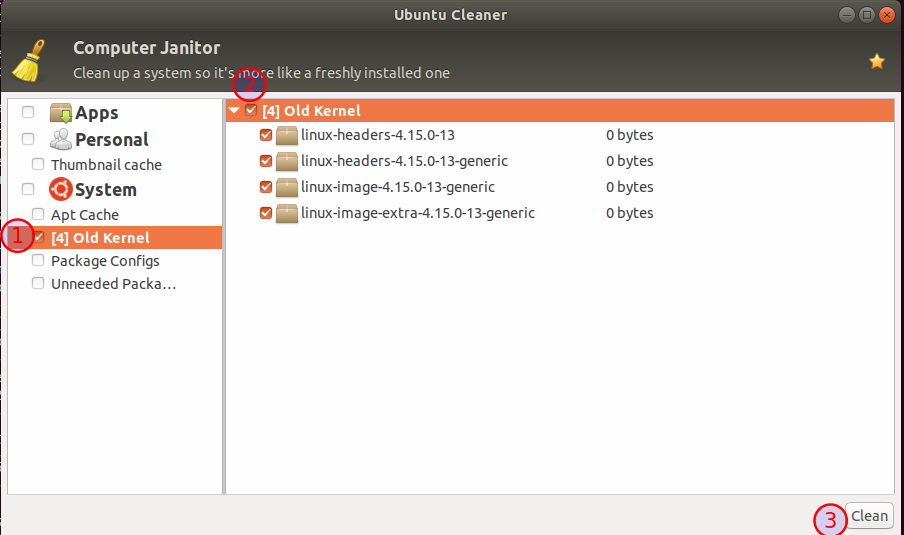 Ubuntu Cleaner
Computer Janitor
Clean up a system so it's more like a freshly installed one
2
Apps
Personal
Thumbnail cache
System
Apt Cache
1
[4] Old Kernel
Package Configs
Unneeded Packa…
[4] Old Kernel
linux-headers-4.15.0-13 0 bytes
linux-headers-4.15.0-13-generic 0 bytes
linux-image-4.15.0-13-generic 0 bytes
linux-image-extra-4.15.0-13-generic 0 bytes
3
Clean